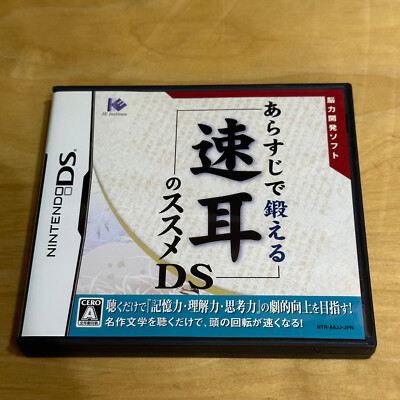 NINTENDO DS
IE Institute
脳力開発ソフト
あらすじで鍛える
速耳
のススメ
DS
CERO
A
聴くだけで「記憶力・理解力・思考力」の劇的向上を目指す!
名作文学を聴くだけで、頭の回転が速くなる!